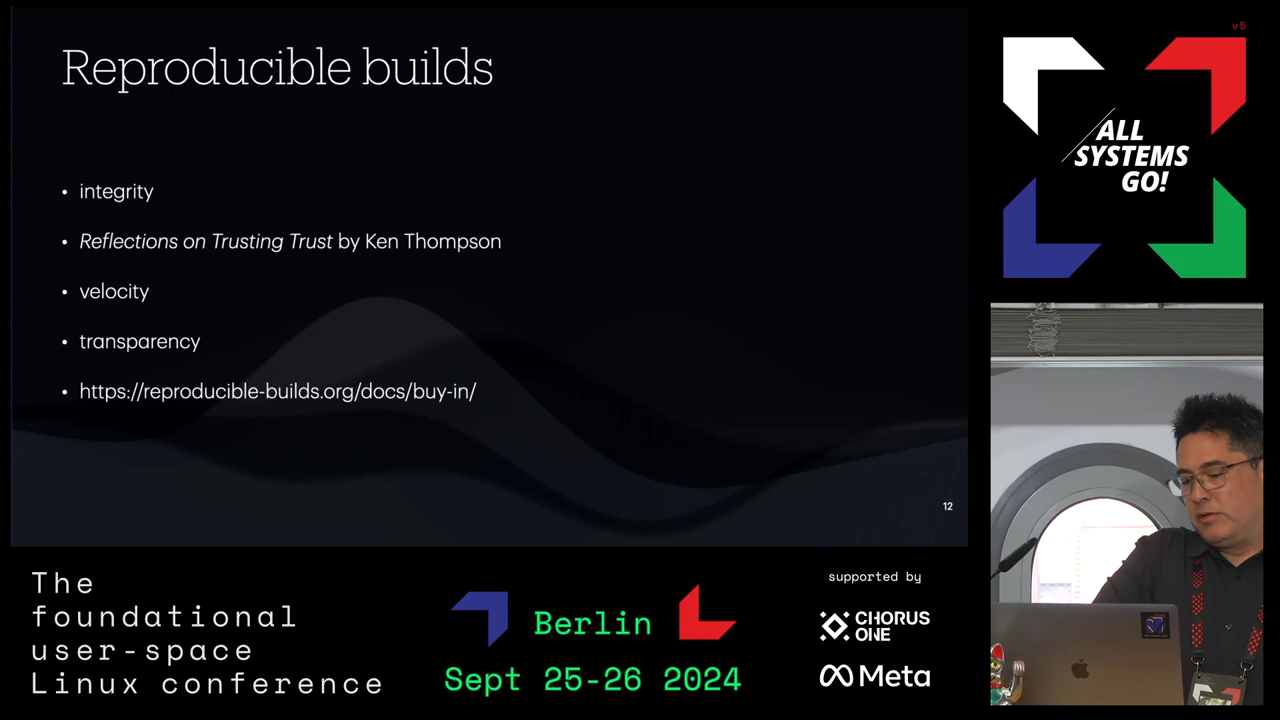 Reproducible builds
• integrity
• Reflections on Trusting Trust by Ken Thompson
• velocity
• transparency
• https://reproducible-builds.org/docs/buy-in/
12
v5
ALL
SYSTEMS
GO!
The
foundational
user-space
Linux conference
Berlin
Sept 25-26 2024
supported by
CHORUS
ONE
Meta